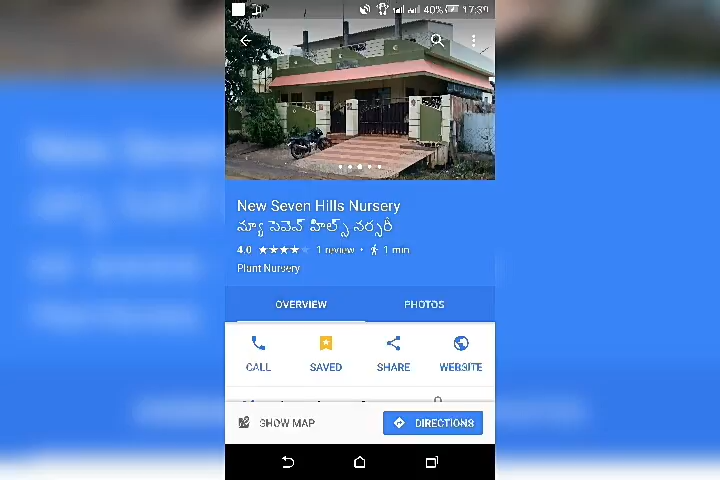 40% 17:39
New Seven Hills Nursery
న్యూ సెవెన్ హిల్స్ నర్సరీ
4.0 1 review • 1 min
Plant Nursery
OVERVIEW PHOTOS
CALL SAVED SHARE WEBSITE
SHOW MAP DIRECTIONS